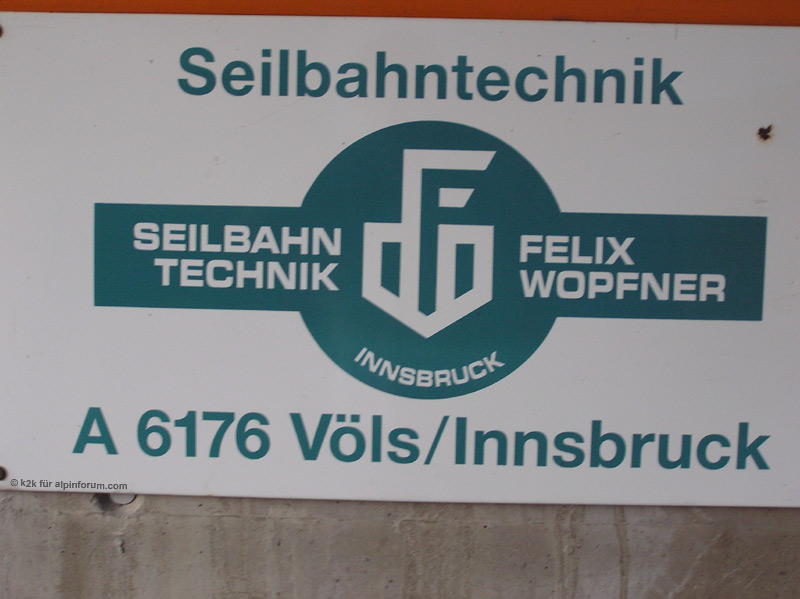 Seilbahntechnik
SEILBAHN
TECHNIK
FELIX
WOPFNER
INNSBRUCK
A 6176 Völs/Innsbruck
© k2k für alpinforum.com